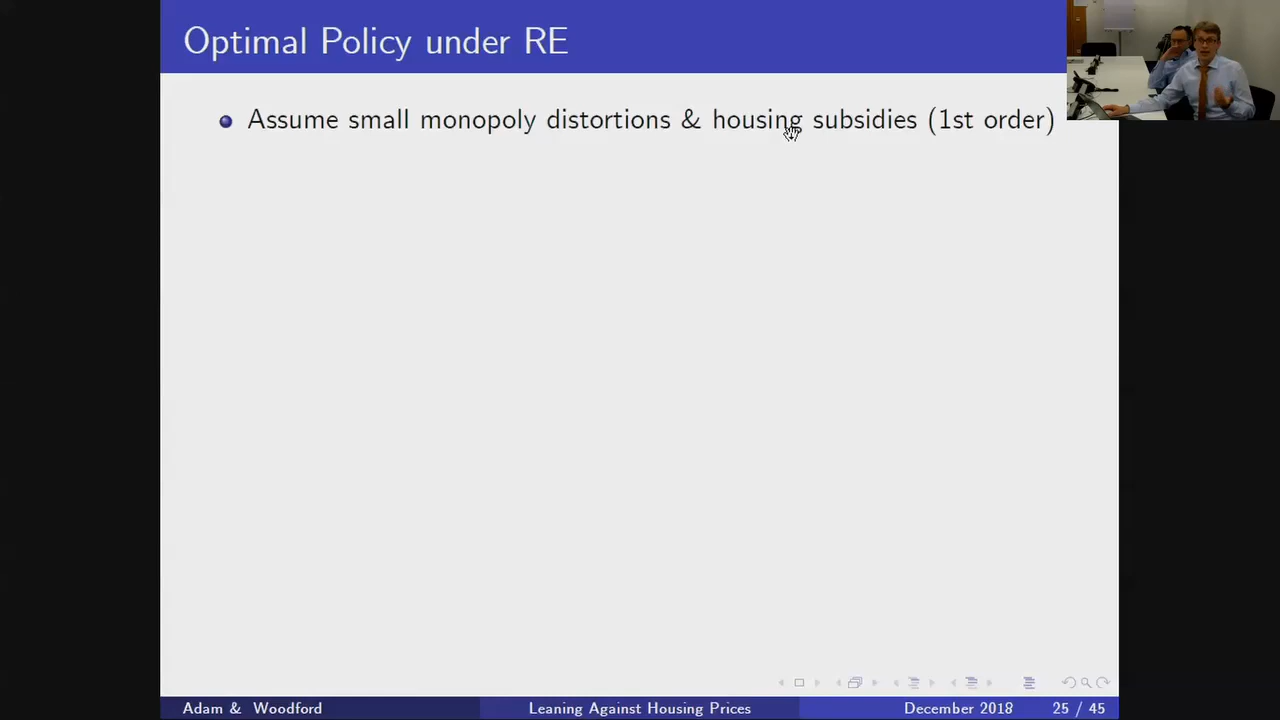 Optimal Policy under RE
Assume small monopoly distortions & housing subsidies (1st order)
Adam & Woodford
Leaning Against Housing Prices
December 2018
25 / 45